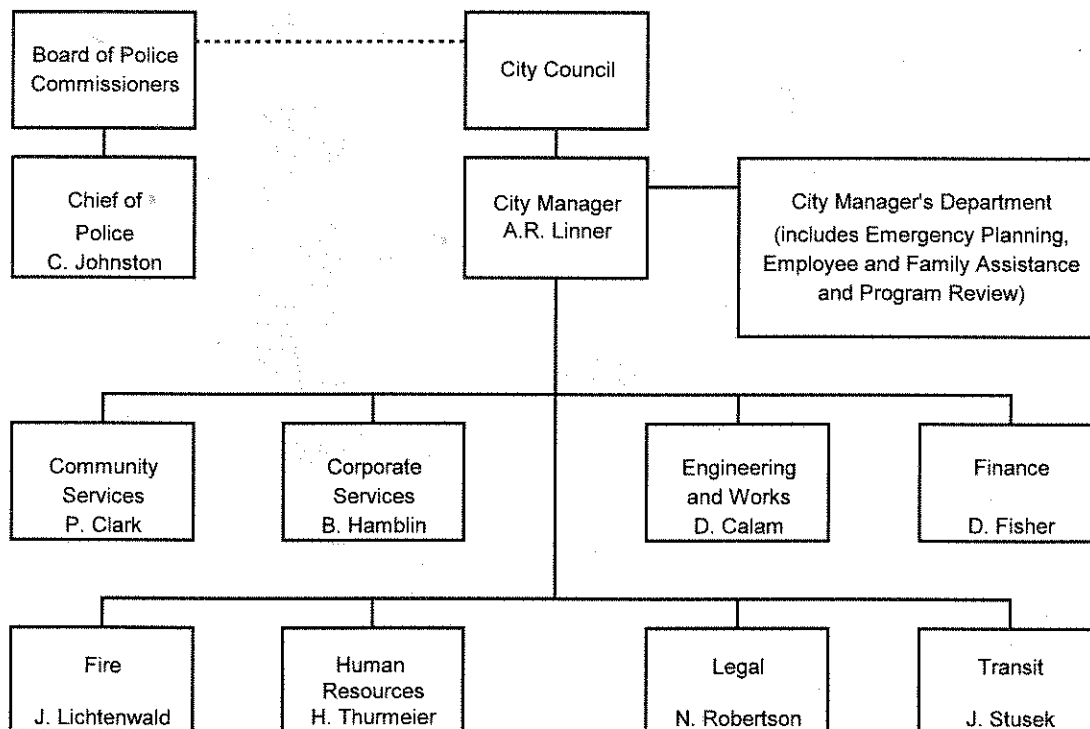 Board of Police
Commissioners
City Council
Chief of
Police
C. Johnston
City Manager
A.R. Linner
City Manager's Department
(includes Emergency Planning,
Employee and Family Assistance
and Program Review)
Community
Services
P. Clark
Corporate
Services
B. Hamblin
Engineering
and Works
D. Calam
Finance
D. Fisher
Fire
J. Lichtenwald
Human
Resources
H. Thurmeier
Legal
N. Robertson
Transit
J. Stusek